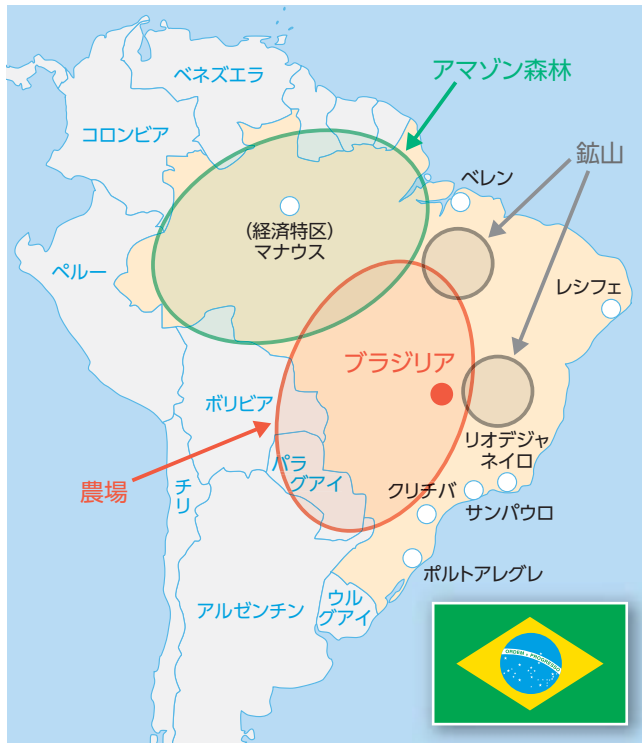 ベネズエラ
アマゾン森林
コロンビア
鉱山
ベレン
(経済特区)
マナウス
ペルー
レシフェ
ブラジリア
ボリビア
リオデジャ
ネイロ
パラ
グアイ
農場
チリ
クリチバ
サンパウロ
ポルトアレグレ
ウル
グアイ
アルゼンチン
ORDEM E PROGRESSO